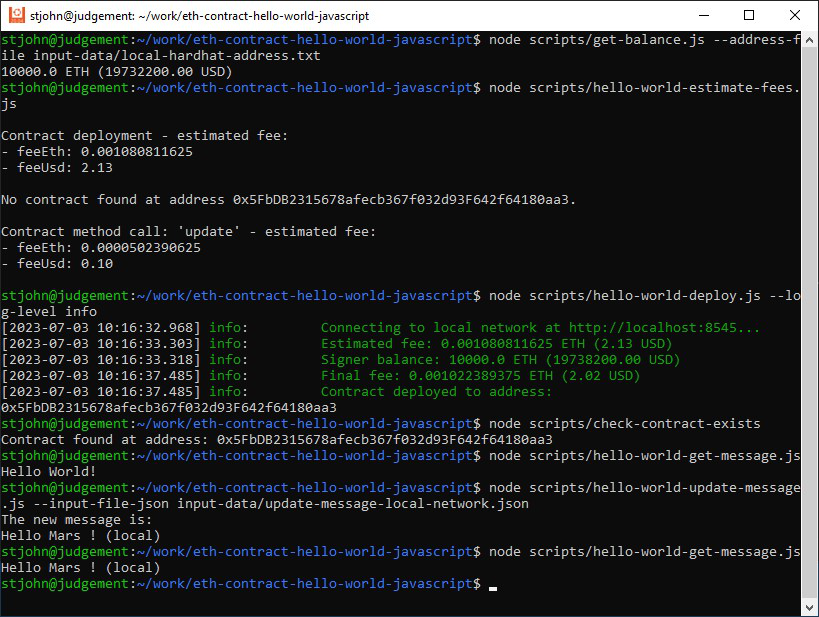 stjohn@judgement: ~/work/eth-contract-hello-world-javascript
stjohn@judgement:~/work/eth-contract-hello-world-javascript$ node scripts/get-balance.js --address-f
ile input-data/local-hardhat-address.txt
10000.0 ETH (19732200.00 USD)
stjohn@judgement:~/work/eth-contract-hello-world-javascript$ node scripts/hello-world-estimate-fees.
js
Contract deployment - estimated fee:
- feeEth: 0.001080811625
- feeUsd: 2.13
No contract found at address 0x5FbDB2315678afecb367f032d93F642f64180aa3.
Contract method call: 'update' - estimated fee:
- feeEth: 0.0000502390625
- feeUsd: 0.10
stjohn@judgement:~/work/eth-contract-hello-world-javascript$ node scripts/hello-world-deploy.js --lo
g-level info
[2023-07-03 10:16:32.968] info:         Connecting to local network at http://localhost:8545...
[2023-07-03 10:16:33.303] info:         Estimated fee: 0.001080811625 ETH (2.13 USD)
[2023-07-03 10:16:33.318] info:         Signer balance: 10000.0 ETH (19738200.00 USD)
[2023-07-03 10:16:37.485] info:         Final fee: 0.001022389375 ETH (2.02 USD)
[2023-07-03 10:16:37.485] info:         Contract deployed to address:
0x5FbDB2315678afecb367f032d93F642f64180aa3
stjohn@judgement:~/work/eth-contract-hello-world-javascript$ node scripts/check-contract-exists
Contract found at address: 0x5FbDB2315678afecb367f032d93F642f64180aa3
stjohn@judgement:~/work/eth-contract-hello-world-javascript$ node scripts/hello-world-get-message.js
Hello World!
stjohn@judgement:~/work/eth-contract-hello-world-javascript$ node scripts/hello-world-update-message
.js --input-file-json input-data/update-message-local-network.json
The new message is:
Hello Mars ! (local)
stjohn@judgement:~/work/eth-contract-hello-world-javascript$ node scripts/hello-world-get-message.js
Hello Mars ! (local)
stjohn@judgement:~/work/eth-contract-hello-world-javascript$